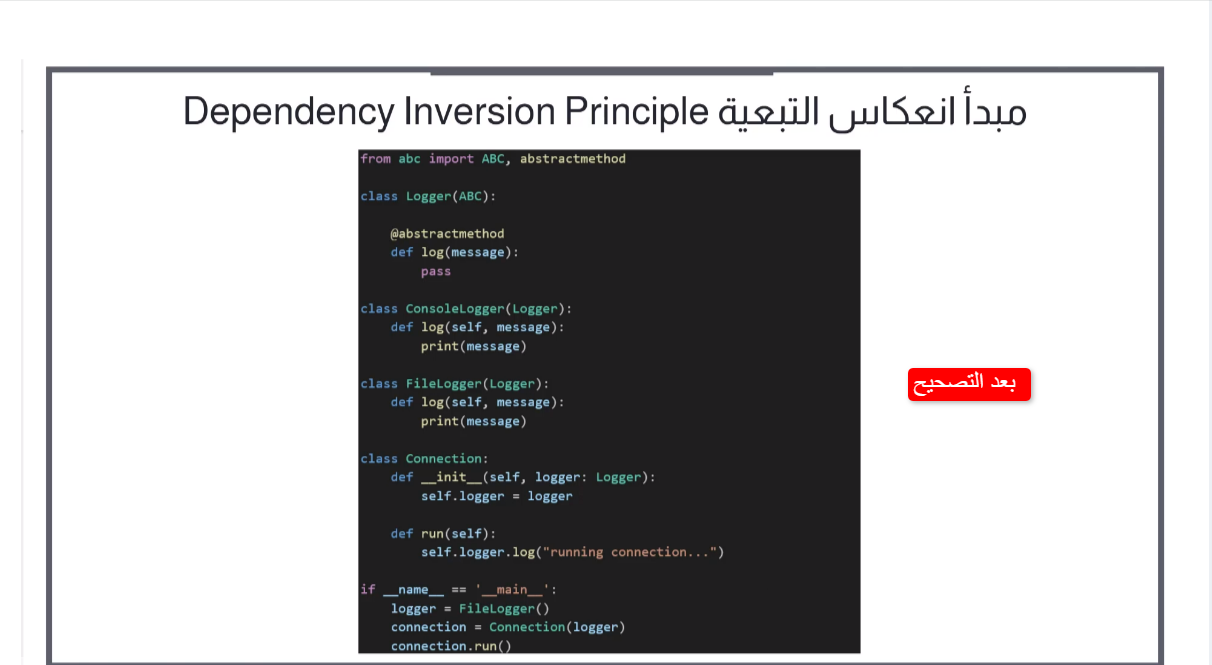 مبدأ انعكاس التبعية Dependency Inversion Principle
from abc import ABC, abstractmethod
class Logger(ABC):
@abstractmethod
def log(message):
pass
class ConsoleLogger(Logger):
def log(self, message):
print(message)
class FileLogger(Logger):
def log(self, message):
print(message)
بعد التصحيح
class Connection:
def __init__(self, logger: Logger):
self.logger = logger
def run(self):
self.logger.log("running connection...")
if __name__ == '__main__':
logger = FileLogger()
connection = Connection(logger)
connection.run()